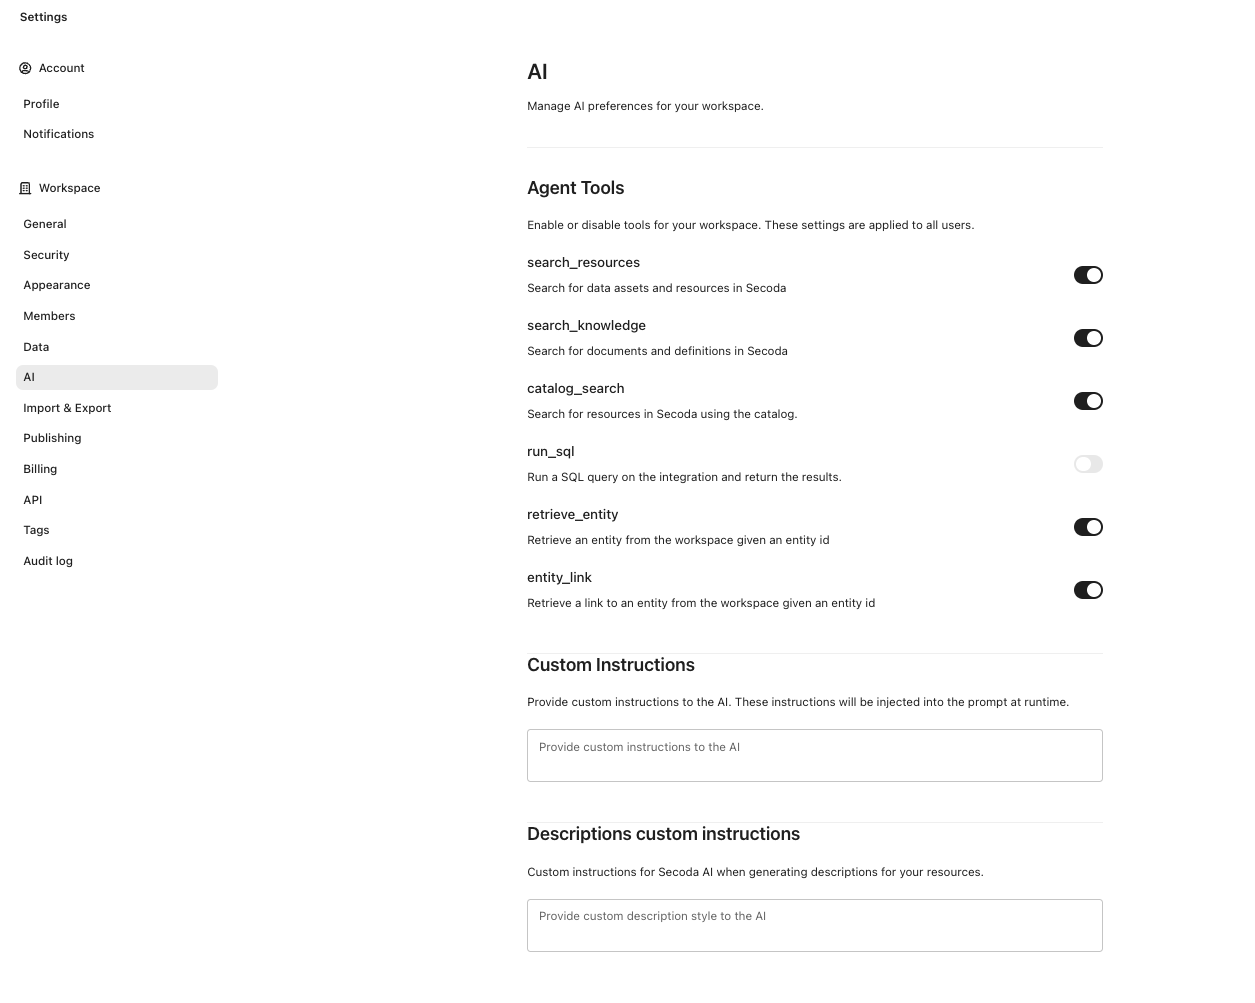 Settings
Account
Profile
Notifications
Workspace
General
Security
Appearance
Members
Data
AI
Import & Export
Publishing
Billing
API
Tags
Audit log
AI
Manage AI preferences for your workspace.
Agent Tools
Enable or disable tools for your workspace. These settings are applied to all users.
search_resources
Search for data assets and resources in Secoda
search_knowledge
Search for documents and definitions in Secoda
catalog_search
Search for resources in Secoda using the catalog.
run_sql
Run a SQL query on the integration and return the results.
retrieve_entity
Retrieve an entity from the workspace given an entity id
entity_link
Retrieve a link to an entity from the workspace given an entity id
Custom Instructions
Provide custom instructions to the AI. These instructions will be injected into the prompt at runtime.
Provide custom instructions to the AI
Descriptions custom instructions
Custom instructions for Secoda AI when generating descriptions for your resources.
Provide custom description style to the AI